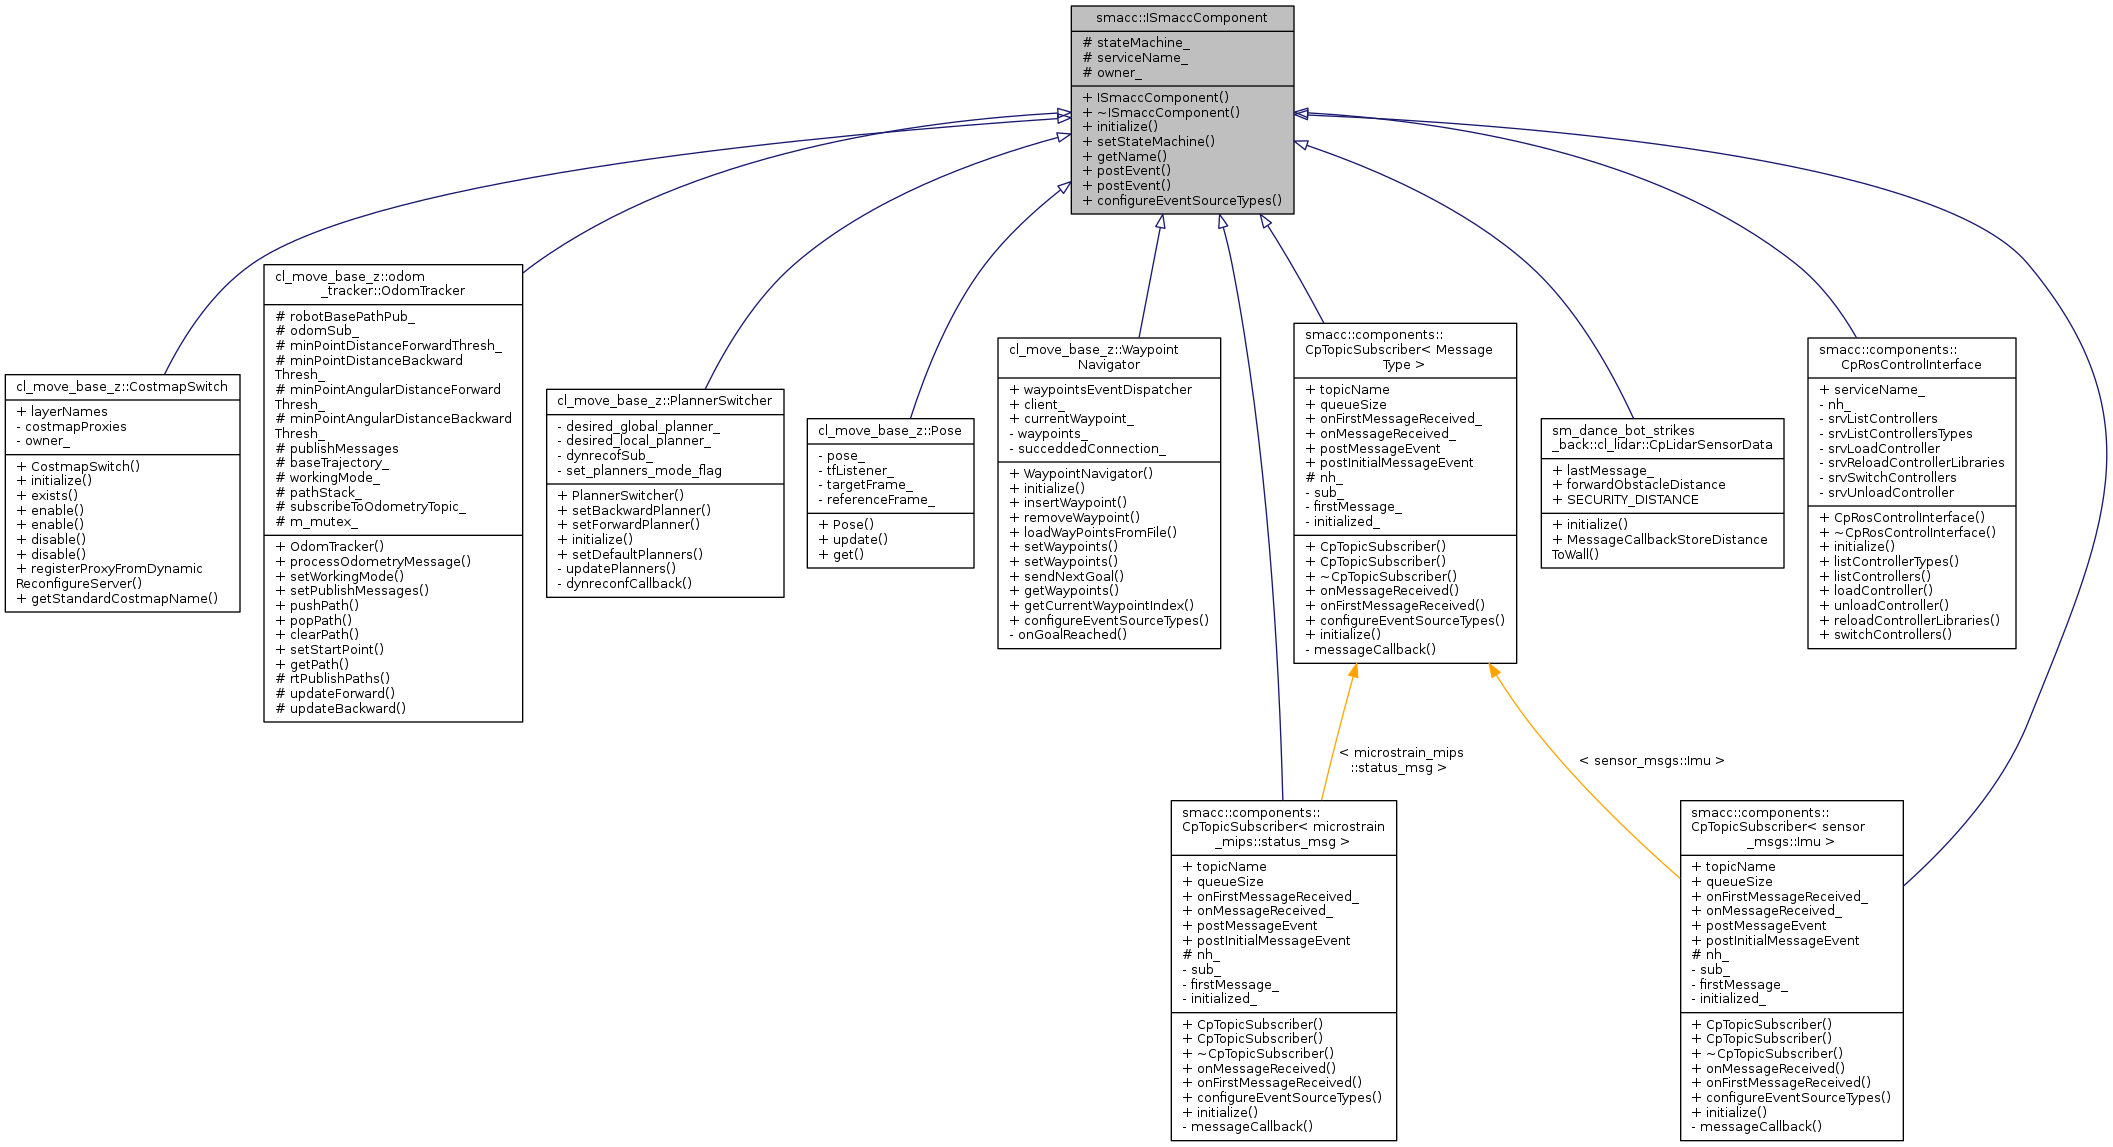 smacc::ISmaccComponent
# stateMachine_
# serviceName_
# owner_
+ ISmaccComponent()
+ ~ISmaccComponent()
+ initialize()
+ setStateMachine()
+ getName()
+ postEvent()
+ postEvent()
+ configureEventSourceTypes()
cl_move_base_z::CostmapSwitch
+ layerNames
- costmapProxies
- owner_
+ CostmapSwitch()
+ initialize()
+ exists()
+ enable()
+ enable()
+ disable()
+ disable()
+ registerProxyFromDynamic
ReconfigureServer()
+ getStandardCostmapName()
cl_move_base_z::odom
_tracker::OdomTracker
# robotBasePathPub_
# odomSub_
# minPointDistanceForwardThresh_
# minPointDistanceBackward
Thresh_
# minPointAngularDistanceForward
Thresh_
# minPointAngularDistanceBackward
Thresh_
# publishMessages
# baseTrajectory_
# workingMode_
# pathStack_
# subscribeToOdometryTopic_
# m_mutex_
+ OdomTracker()
+ processOdometryMessage()
+ setWorkingMode()
+ setPublishMessages()
+ pushPath()
+ popPath()
+ clearPath()
+ setStartPoint()
+ getPath()
# rtPublishPaths()
# updateForward()
# updateBackward()
cl_move_base_z::PlannerSwitcher
- desired_global_planner_
- desired_local_planner_
- dynrecofSub_
- set_planners_mode_flag
+ PlannerSwitcher()
+ setBackwardPlanner()
+ setForwardPlanner()
+ initialize()
+ setDefaultPlanners()
- updatePlanners()
- dynreconfCallback()
cl_move_base_z::Pose
- pose_
- tfListener_
- targetFrame_
- referenceFrame_
+ Pose()
+ update()
+ get()
cl_move_base_z::Waypoint
Navigator
+ waypointsEventDispatcher
+ client_
+ currentWaypoint_
- waypoints_
- succeddedConnection_
+ WaypointNavigator()
+ initialize()
+ insertWaypoint()
+ removeWaypoint()
+ loadWayPointsFromFile()
+ setWaypoints()
+ setWaypoints()
+ sendNextGoal()
+ getWaypoints()
+ getCurrentWaypointIndex()
+ configureEventSourceTypes()
- onGoalReached()
smacc::components::
CpTopicSubscriber< Message
Type >
+ topicName
+ queueSize
+ onFirstMessageReceived_
+ onMessageReceived_
+ postMessageEvent
+ postInitialMessageEvent
# nh_
- sub_
- firstMessage_
- initialized_
+ CpTopicSubscriber()
+ CpTopicSubscriber()
+ ~CpTopicSubscriber()
+ onMessageReceived()
+ onFirstMessageReceived()
+ configureEventSourceTypes()
+ initialize()
- messageCallback()
sm_dance_bot_strikes
_back::cl_lidar::CpLidarSensorData
+ lastMessage_
+ forwardObstacleDistance
+ SECURITY_DISTANCE
+ initialize()
+ MessageCallbackStoreDistance
ToWall()
smacc::components::
CpRosControlInterface
+ serviceName_
- nh_
- srvListControllers
- srvListControllersTypes
- srvLoadController
- srvReloadControllerLibraries
- srvSwitchControllers
- srvUnloadController
+ CpRosControlInterface()
+ ~CpRosControlInterface()
+ initialize()
+ listControllerTypes()
+ listControllers()
+ loadController()
+ unloadController()
+ reloadControllerLibraries()
+ switchControllers()
< microstrain_mips
::status_msg >
< sensor_msgs::Imu >
smacc::components::
CpTopicSubscriber< microstrain
_mips::status_msg >
+ topicName
+ queueSize
+ onFirstMessageReceived_
+ onMessageReceived_
+ postMessageEvent
+ postInitialMessageEvent
# nh_
- sub_
- firstMessage_
- initialized_
+ CpTopicSubscriber()
+ CpTopicSubscriber()
+ ~CpTopicSubscriber()
+ onMessageReceived()
+ onFirstMessageReceived()
+ configureEventSourceTypes()
+ initialize()
- messageCallback()
smacc::components::
CpTopicSubscriber< sensor
_msgs::Imu >
+ topicName
+ queueSize
+ onFirstMessageReceived_
+ onMessageReceived_
+ postMessageEvent
+ postInitialMessageEvent
# nh_
- sub_
- firstMessage_
- initialized_
+ CpTopicSubscriber()
+ CpTopicSubscriber()
+ ~CpTopicSubscriber()
+ onMessageReceived()
+ onFirstMessageReceived()
+ configureEventSourceTypes()
+ initialize()
- messageCallback()